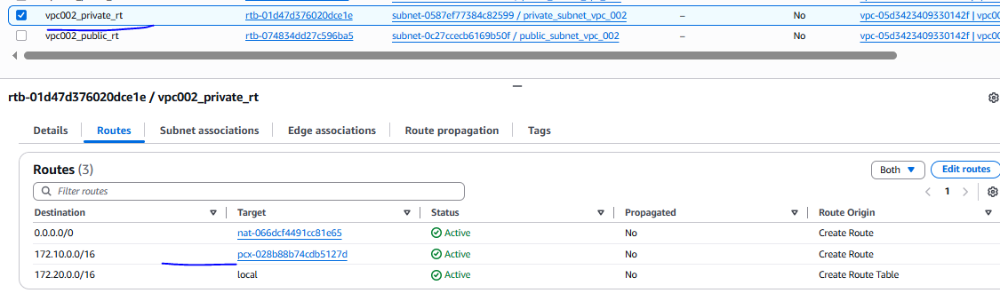 vpc002_private_rt rtb-01d47d376020dce1e subnet-0587ef77384c82599 / private_subnet_vpc_002 – No vpc-05d3423409330142f | vpc0
vpc002_public_rt rtb-074834dd27c596ba5 subnet-0c27ccecb6169b50f / public_subnet_vpc_002 – No vpc-05d3423409330142f | vpc0
rtb-01d47d376020dce1e / vpc002_private_rt
Details Routes Subnet associations Edge associations Route propagation Tags
Routes (3) Both Edit routes
Filter routes 1
Destination Target Status Propagated Route Origin
0.0.0.0/0 nat-066dcf4491cc81e65 Active No Create Route
172.10.0.0/16 pcx-028b88b74cdb5127d Active No Create Route
172.20.0.0/16 local Active No Create Route Table